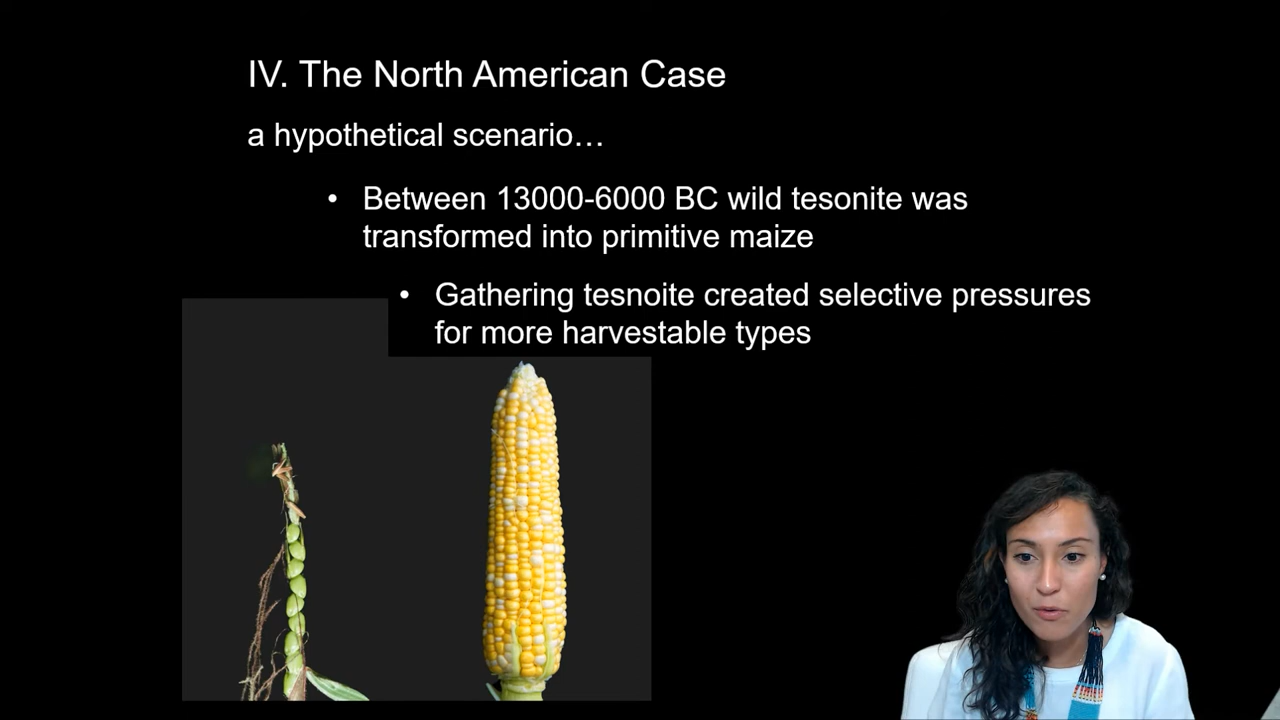 IV. The North American Case
a hypothetical scenario…
• Between 13000-6000 BC wild tesonite was
transformed into primitive maize
• Gathering tesnoite created selective pressures
for more harvestable types